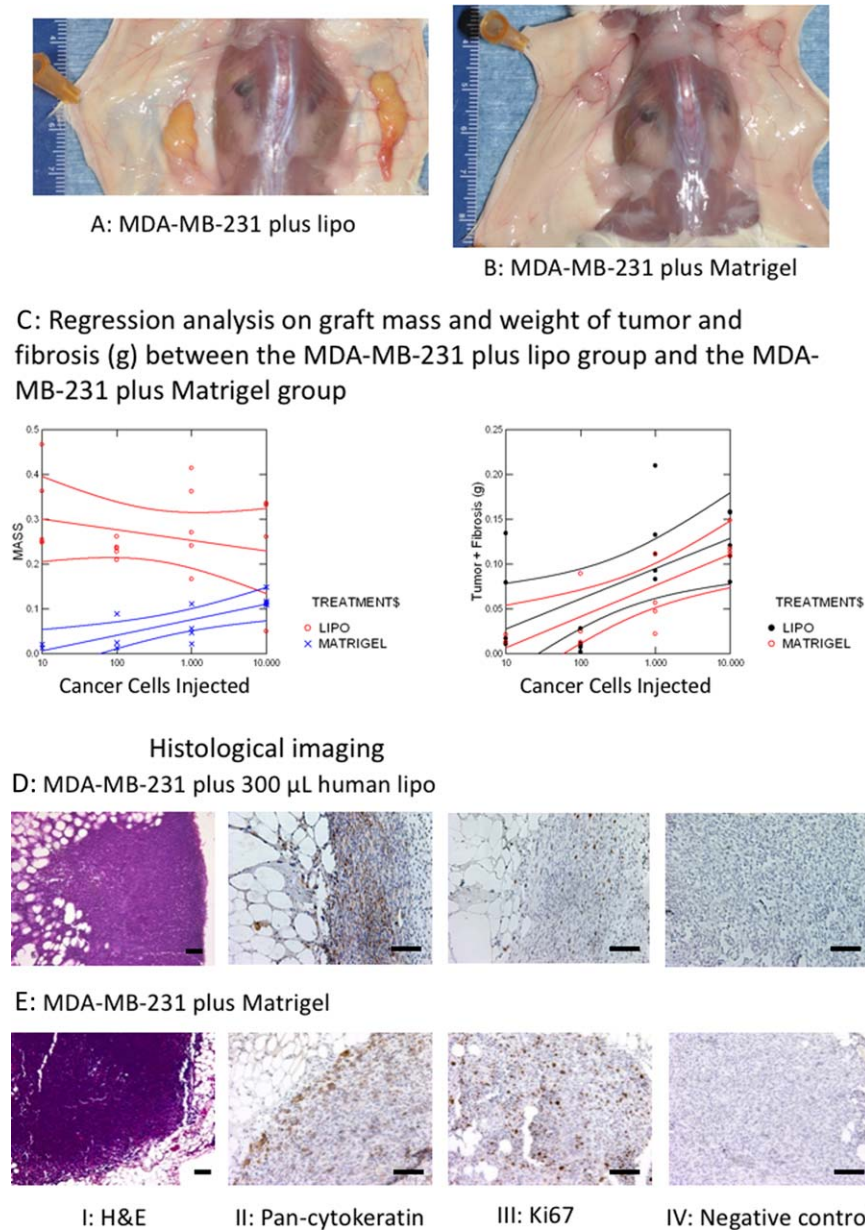 A: MDA-MB-231 plus lipo
B: MDA-MB-231 plus Matrigel
C: Regression analysis on graft mass and weight of tumor and
fibrosis (g) between the MDA-MB-231 plus lipo group and the MDA-
MB-231 plus Matrigel group
0.5
0.4
0.3
0.2
0.1
0.0
MASS
10
100
1.000
10.000
Cancer Cells Injected
TREATMENT$
LIPO
MATRIGEL
0.25
0.20
0.15
0.10
0.05
0.00
Tumor + Fibrosis (g)
10
100
1.000
10.000
Cancer Cells Injected
TREATMENT$
LIPO
MATRIGEL
Histological imaging
D: MDA-MB-231 plus 300 µL human lipo
E: MDA-MB-231 plus Matrigel
I: H&E
II: Pan-cytokeratin
III: Ki67
IV: Negative control